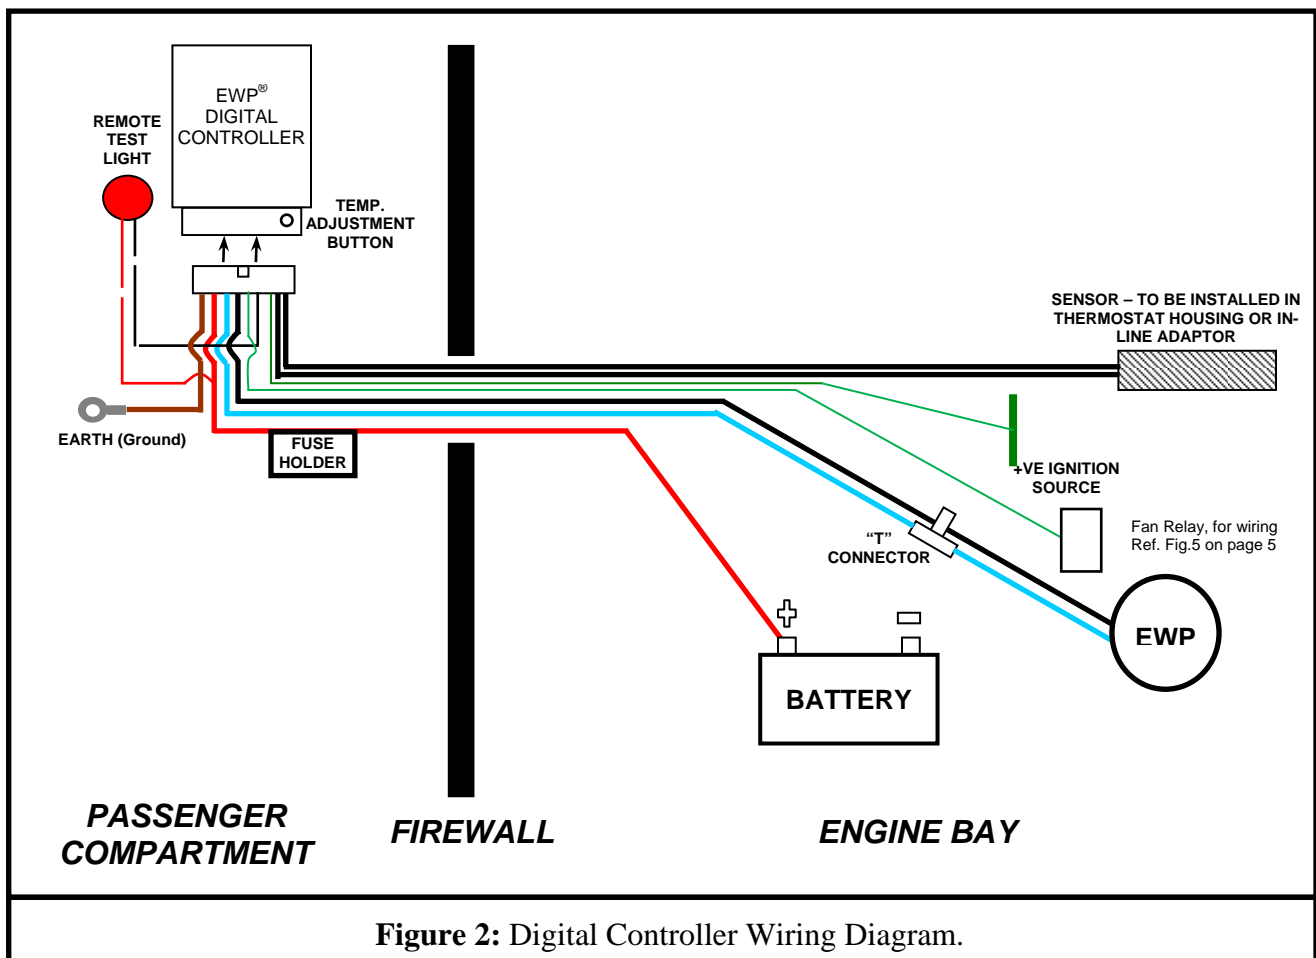 EWP®
DIGITAL
CONTROLLER
REMOTE
TEST
LIGHT
TEMP.
ADJUSTMENT
BUTTON
SENSOR – TO BE INSTALLED IN
THERMOSTAT HOUSING OR IN-
LINE ADAPTOR
EARTH (Ground)
FUSE
HOLDER
+VE IGNITION
SOURCE
"T"
CONNECTOR
Fan Relay, for wiring
Ref. Fig.5 on page 5
EWP
BATTERY
PASSENGER
COMPARTMENT
FIREWALL
ENGINE BAY
Figure 2: Digital Controller Wiring Diagram.